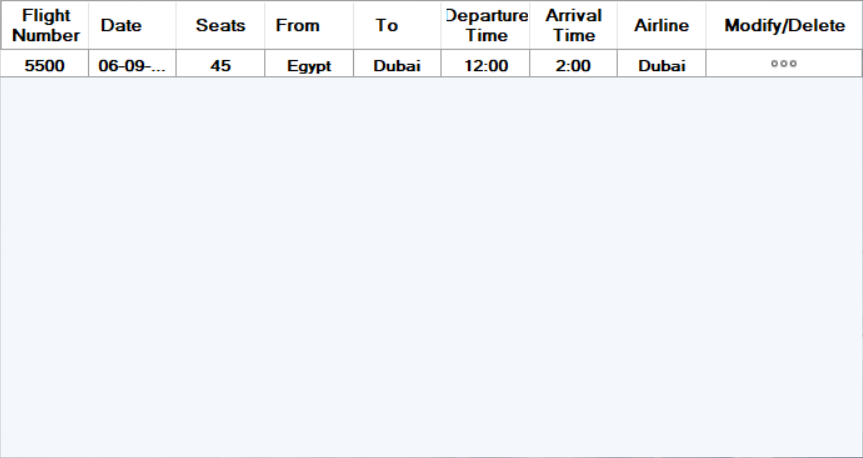 Flight Number Date Seats From To Departure Time Arrival Time Airline Modify/Delete
5500 06-09-... 45 Egypt Dubai 12:00 2:00 Dubai